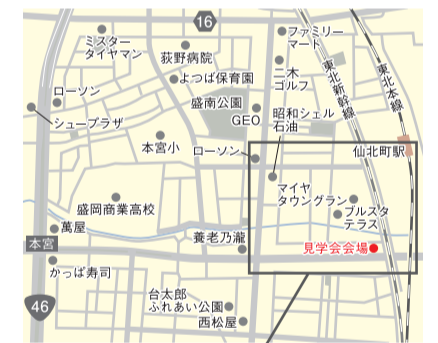 16
ファミリー
マート
ミスター
タイヤマン
荻野病院
二木
ゴルフ
よつば保育園
東北新幹線
東北本線
ローソン
盛南公園
GEO
昭和シェル
石油
シュープラザ
本宮小
ローソン
仙北町駅
マイヤ
タウングラン
盛岡商業高校
ブルスタ
テラス
萬屋
養老乃瀧
本宮
見学会会場
かっぱ寿司
台太郎
ふれあい公園
46
西松屋